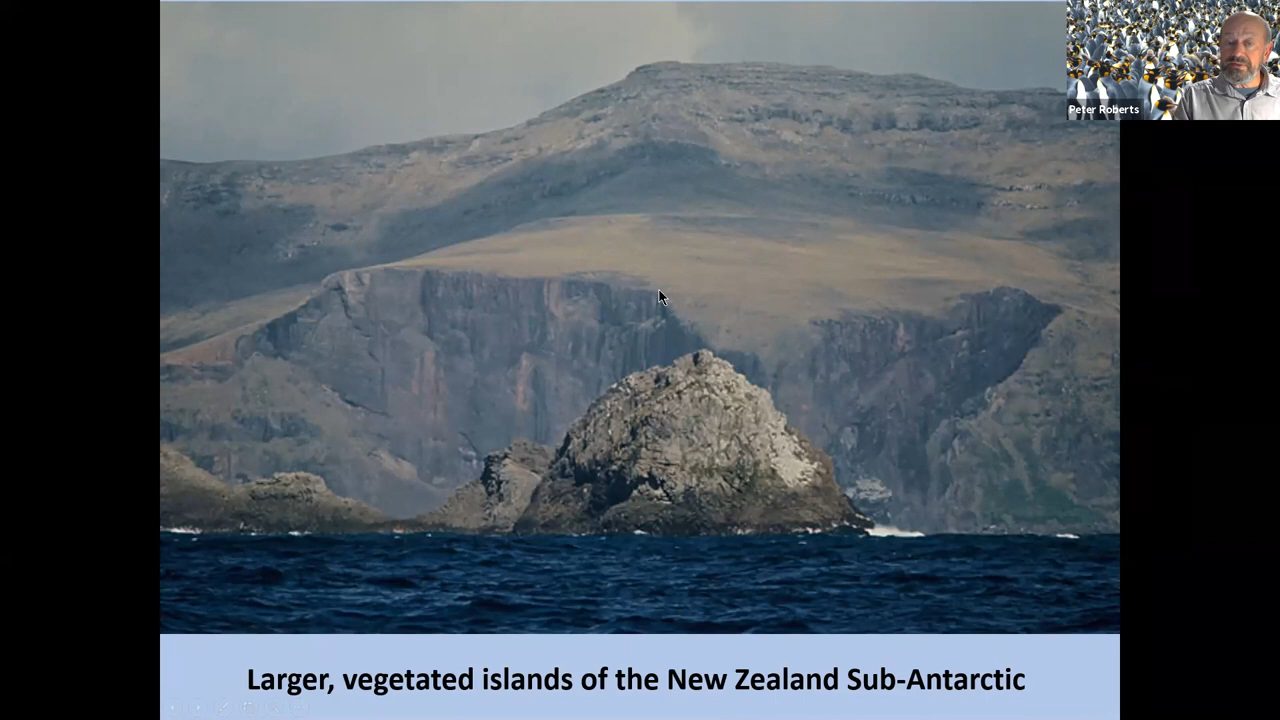 Peter Roberts
Larger, vegetated islands of the New Zealand Sub-Antarctic